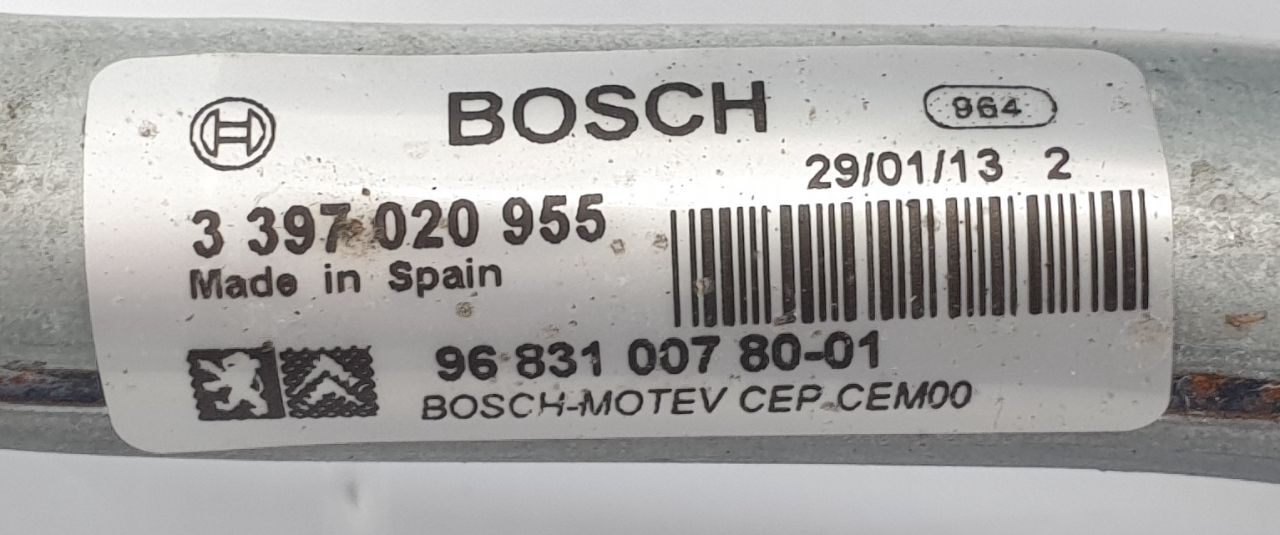 BOSCH
964
29/01/13 2
3 397 020 955
Made in Spain
96 831 007 80-01
BOSCH-MOTEV CEP CEM00